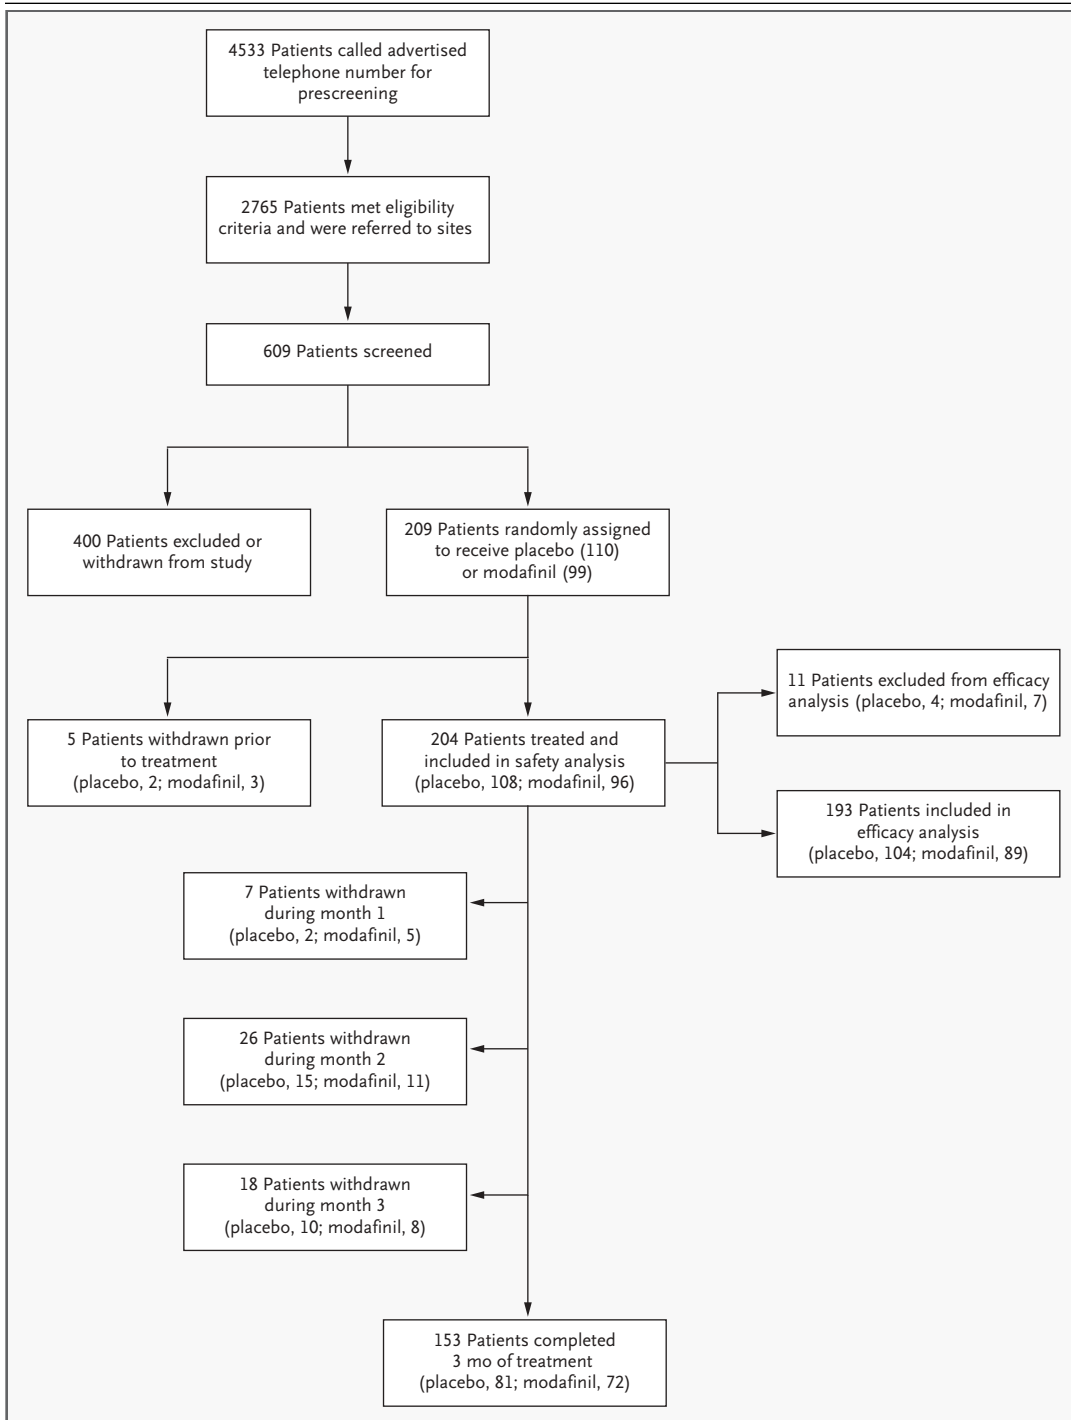 4533 Patients called advertised
telephone number for
prescreening
2765 Patients met eligibility
criteria and were referred to sites
609 Patients screened
400 Patients excluded or
withdrawn from study
209 Patients randomly assigned
to receive placebo (110)
or modafinil (99)
11 Patients excluded from efficacy
analysis (placebo, 4; modafinil, 7)
5 Patients withdrawn prior
to treatment
(placebo, 2; modafinil, 3)
204 Patients treated and
included in safety analysis
(placebo, 108; modafinil, 96)
193 Patients included in
efficacy analysis
(placebo, 104; modafinil, 89)
7 Patients withdrawn
during month 1
(placebo, 2; modafinil, 5)
26 Patients withdrawn
during month 2
(placebo, 15; modafinil, 11)
18 Patients withdrawn
during month 3
(placebo, 10; modafinil, 8)
153 Patients completed
3 mo of treatment
(placebo, 81; modafinil, 72)